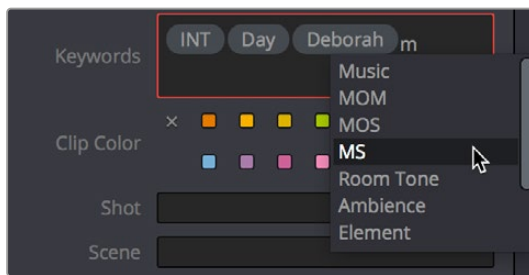 Keywords INT Day Deborah m
Music
MOM
MOS
Clip Color
MS
Room Tone
Shot
Ambience
Element
Scene